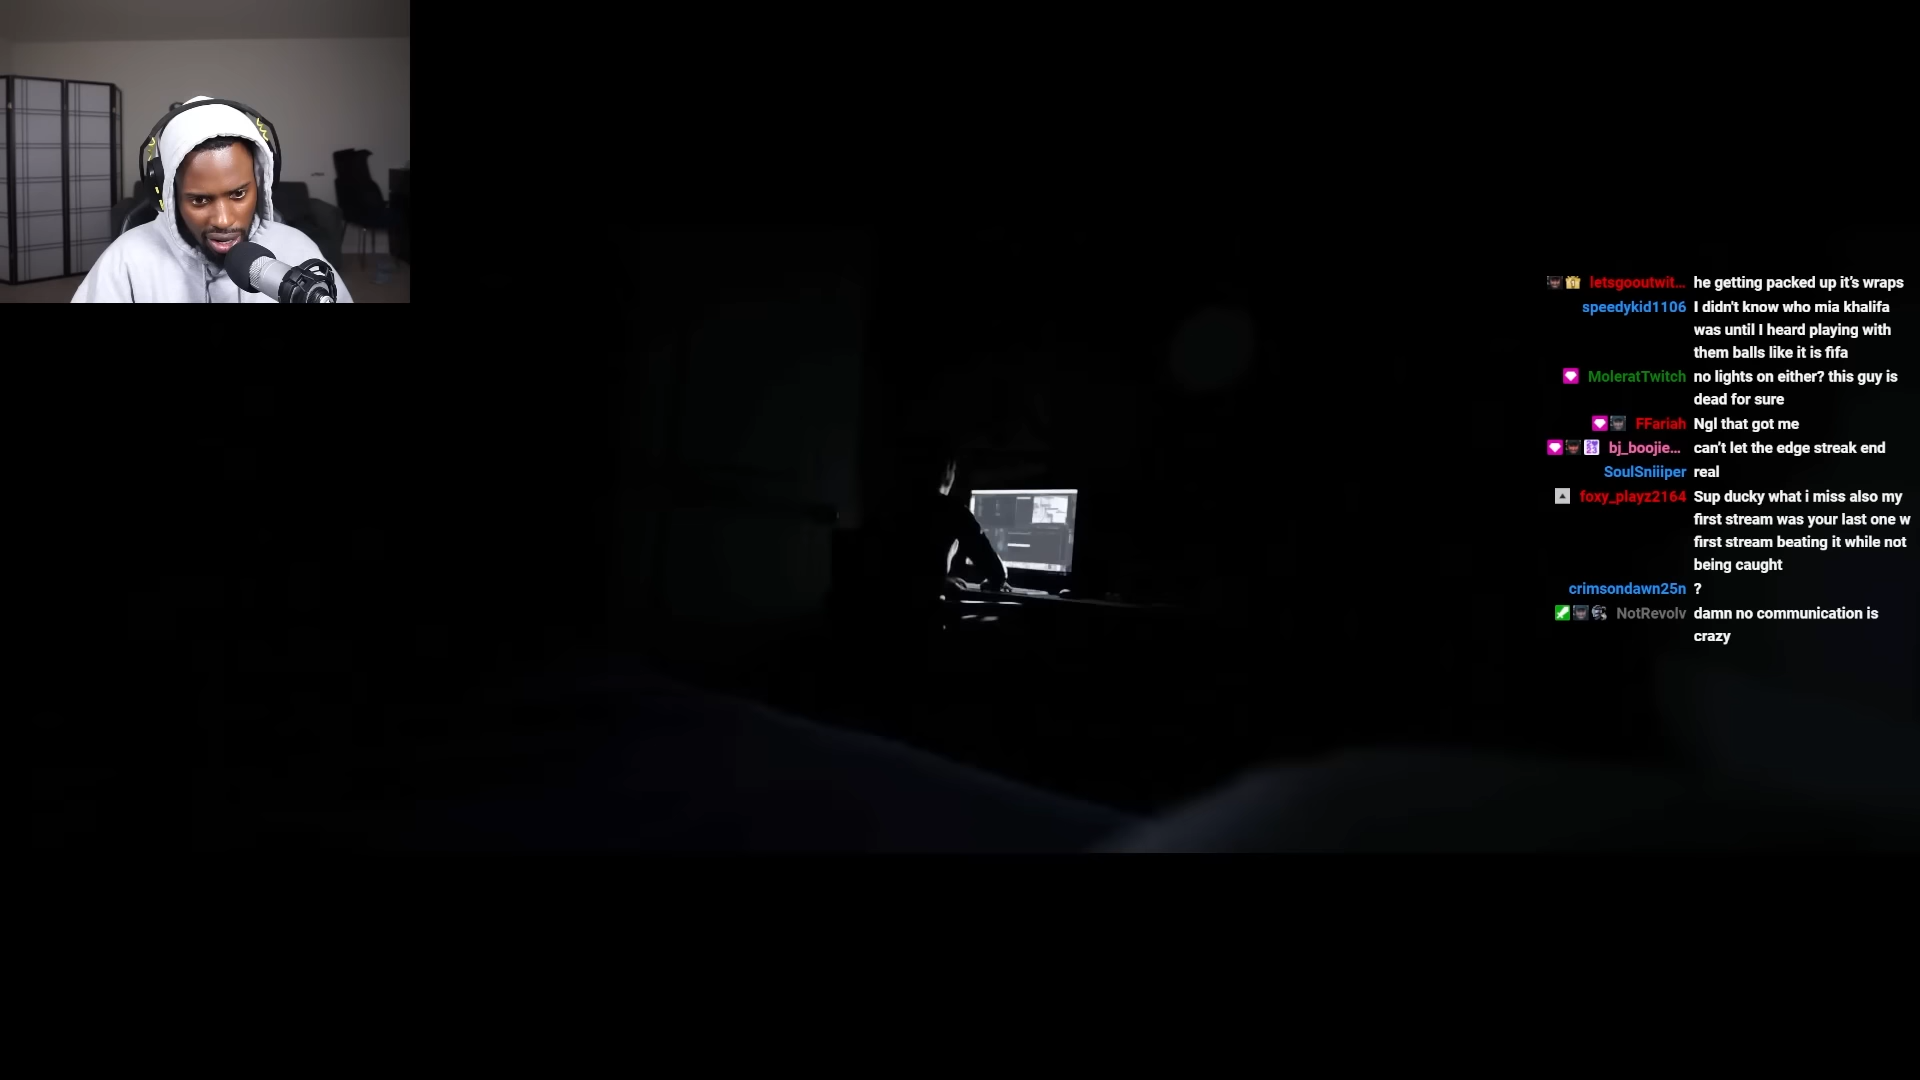 letsgooutwit... he getting packed up it's wraps
speedykid1106 I didn't know who mia khalifa
was until I heard playing with
them balls like it is fifa
MoleratTwitch no lights on either? this guy is
dead for sure
FFariah Ngl that got me
bj_boojie... can't let the edge streak end
SoulSniiiper real
foxy_playz2164 Sup ducky what i miss also my
first stream was your last one w
first stream beating it while not
being caught
crimsondawn25n ?
NotRevolv damn no communication is
crazy